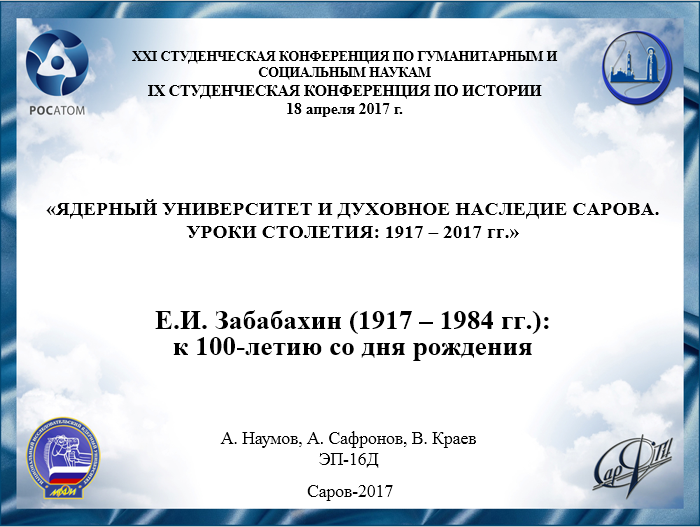 XXI СТУДЕНЧЕСКАЯ КОНФЕРЕНЦИЯ ПО ГУМАНИТАРНЫМ И
СОЦИАЛЬНЫМ НАУКАМ
IX СТУДЕНЧЕСКАЯ КОНФЕРЕНЦИЯ ПО ИСТОРИИ
18 апреля 2017 г.
РОСАТОМ
«ЯДЕРНЫЙ УНИВЕРСИТЕТ И ДУХОВНОЕ НАСЛЕДИЕ САРОВА.
УРОКИ СТОЛЕТИЯ: 1917 – 2017 гг.»
Е.И. Забабахин (1917 – 1984 гг.):
к 100-летию со дня рождения
А. Наумов, А. Сафронов, В. Краев
ЭП-16Д
Саров-2017
МИФИ
СарФТИ